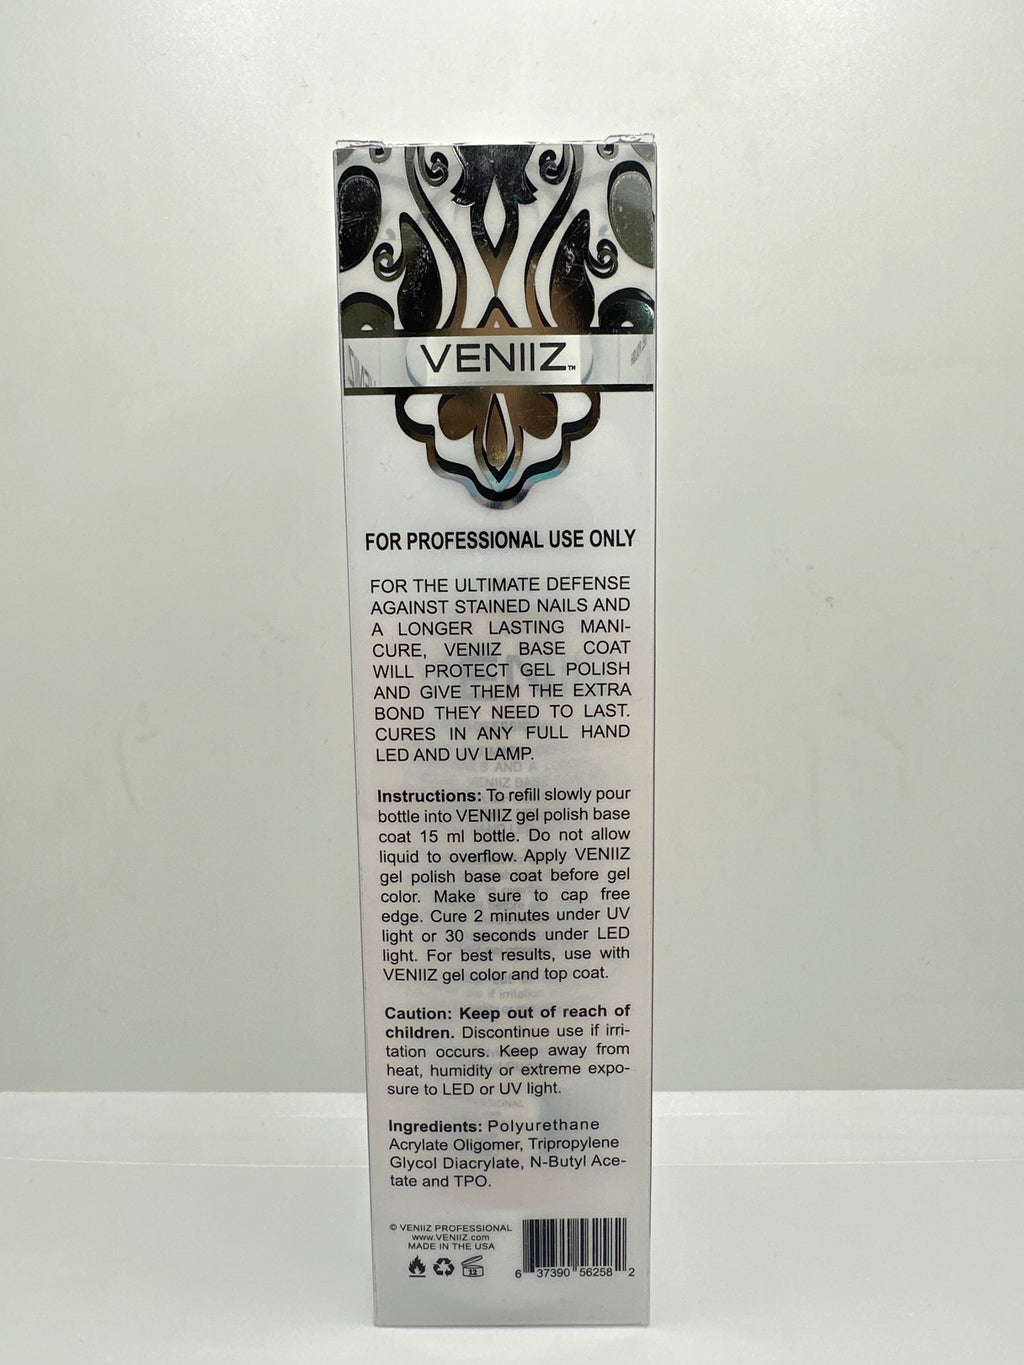 VENIIZ™
FOR PROFESSIONAL USE ONLY
FOR THE ULTIMATE DEFENSE
AGAINST STAINED NAILS AND
A LONGER LASTING MANI-
CURE, VENIIZ BASE COAT
WILL PROTECT GEL POLISH
AND GIVE THEM THE EXTRA
BOND THEY NEED TO LAST.
CURES IN ANY FULL HAND
LED AND UV LAMP.
Instructions: To refill slowly pour
bottle into VENIIZ gel polish base
coat 15 ml bottle. Do not allow
liquid to overflow. Apply VENIIZ
gel polish base coat before gel
color. Make sure to cap free
edge. Cure 2 minutes under UV
light or 30 seconds under LED
light. For best results, use with
VENIIZ gel color and top coat.
Caution: Keep out of reach of
children. Discontinue use if irri-
tation occurs. Keep away from
heat, humidity or extreme expo-
sure to LED or UV light.
Ingredients: Polyurethane
Acrylate Oligomer, Tripropylene
Glycol Diacrylate, N-Butyl Ace-
tate and TPO.
© VENIIZ PROFESSIONAL
www.VENIIZ.com
MADE IN THE USA
12
6 37390 56258 2